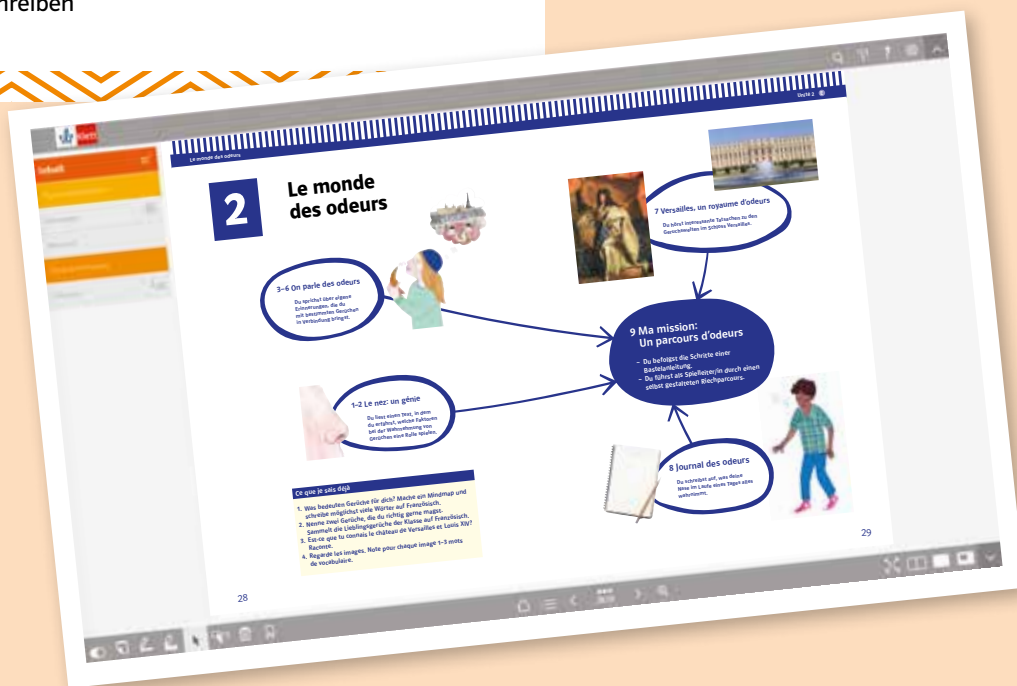 hreiben
Klett
Inhalt
Le monde des odeurs
Unité 2
2
Le monde
des odeurs
3–6 On parle des odeurs
Du sprichst über eigene
Erinnerungen, die du
mit bestimmten Gerüchen
in Verbindung bringst.
7 Versailles, un royaume d'odeurs
Du hörst interessante Tatsachen zu den
Geruchswelten im Schloss Versailles.
9 Ma mission:
Un parcours d'odeurs
– Du befolgst die Schritte einer
Bastelanleitung.
– Du führst als Spielleiter/in durch einen
selbst gestalteten Riechparcours.
1–2 Le nez: un génie
Du liest einen Text, in dem
du erfährst, welche Faktoren
bei der Wahrnehmung von
Gerüchen eine Rolle spielen.
8 Journal des odeurs
Du schreibst auf, was deine
Nase im Laufe eines Tages alles
wahrnimmt.
Ce que je sais déjà
1. Was bedeuten Gerüche für dich? Mache ein Mindmap und
schreibe möglichst viele Wörter auf Französisch.
2. Nenne zwei Gerüche, die du richtig gerne magst.
Sammelt die Lieblingsgerüche der Klasse auf Französisch.
3. Est-ce que tu connais le château de Versailles et Louis XIV?
Raconte.
4. Regarde les images. Note pour chaque image 1–3 mots
de vocabulaire.
28
29